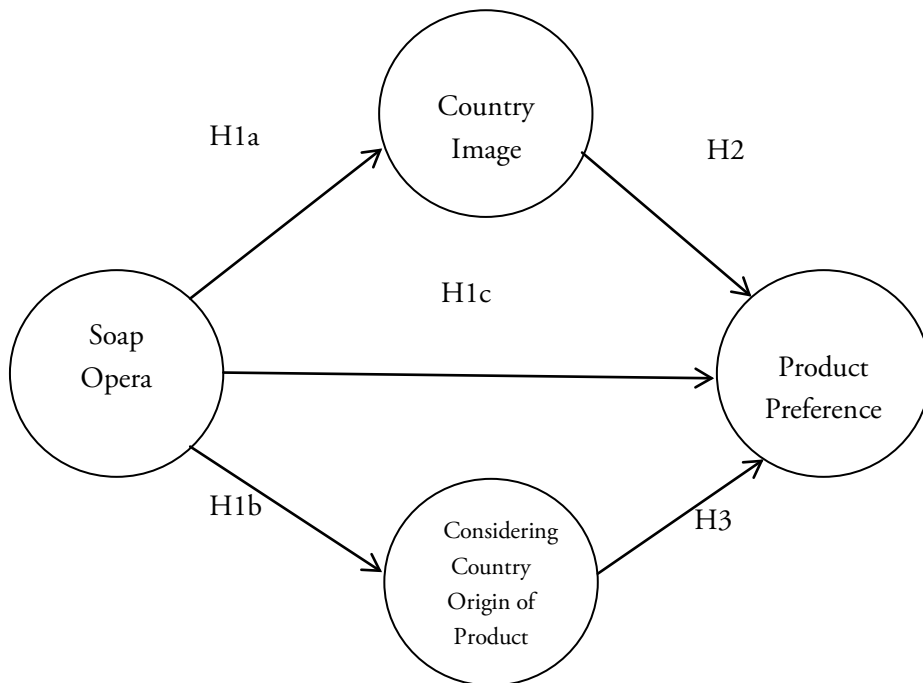 Country
Image
H1a
H2
H1c
Soap
Opera
Product
Preference
H1b
H3
Considering
Country
Origin of
Product